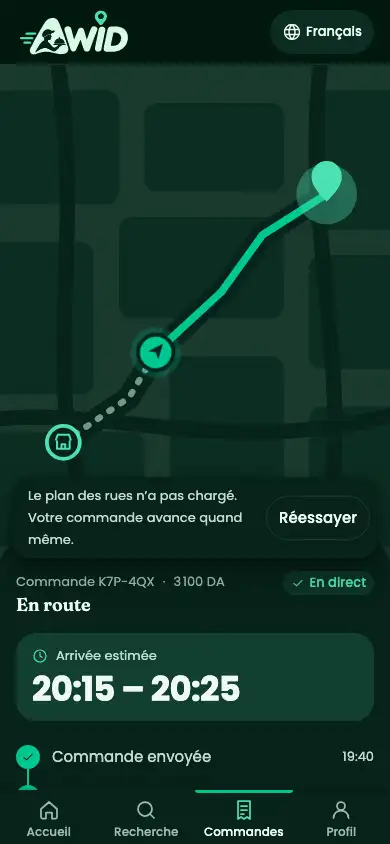 AWID
Français
Le plan des rues n’a pas chargé.
Votre commande avance quand
même.
Réessayer
Commande K7P-4QX · 3100 DA
En direct
En route
Arrivée estimée
20:15 – 20:25
Commande envoyée
19:40
Accueil
Recherche
Commandes
Profil